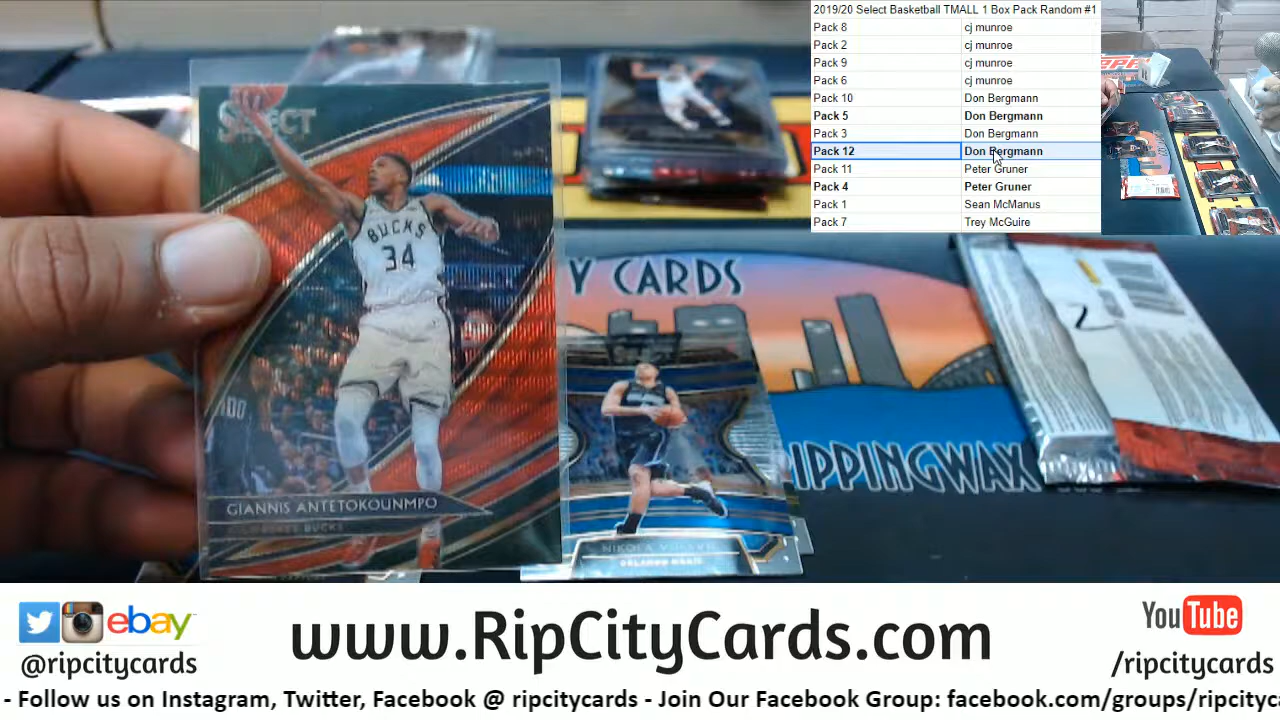 2019/20 Select Basketball TMALL 1 Box Pack Random #1
Pack 8 cj munroe
Pack 2 cj munroe
Pack 9 cj munroe
Pack 6 cj munroe
Pack 10 Don Bergmann
Pack 5 Don Bergmann
Pack 3 Don Bergmann
Pack 12 Don Bergmann
Pack 11 Peter Gruner
Pack 4 Peter Gruner
Pack 1 Sean McManus
Pack 7 Trey McGuire
SELECT
BUCKS
34
GIANNIS ANTETOKOUNMPO
BUCKS
Y CARDS
IPPINGWAX
NIKOLA
ORLANDO MAGIC
ebay
www.RipCityCards.com
YouTube
@ripcitycards
/ripcitycards
- Follow us on Instagram, Twitter, Facebook @ ripcitycards - Join Our Facebook Group: facebook.com/groups/ripcityc